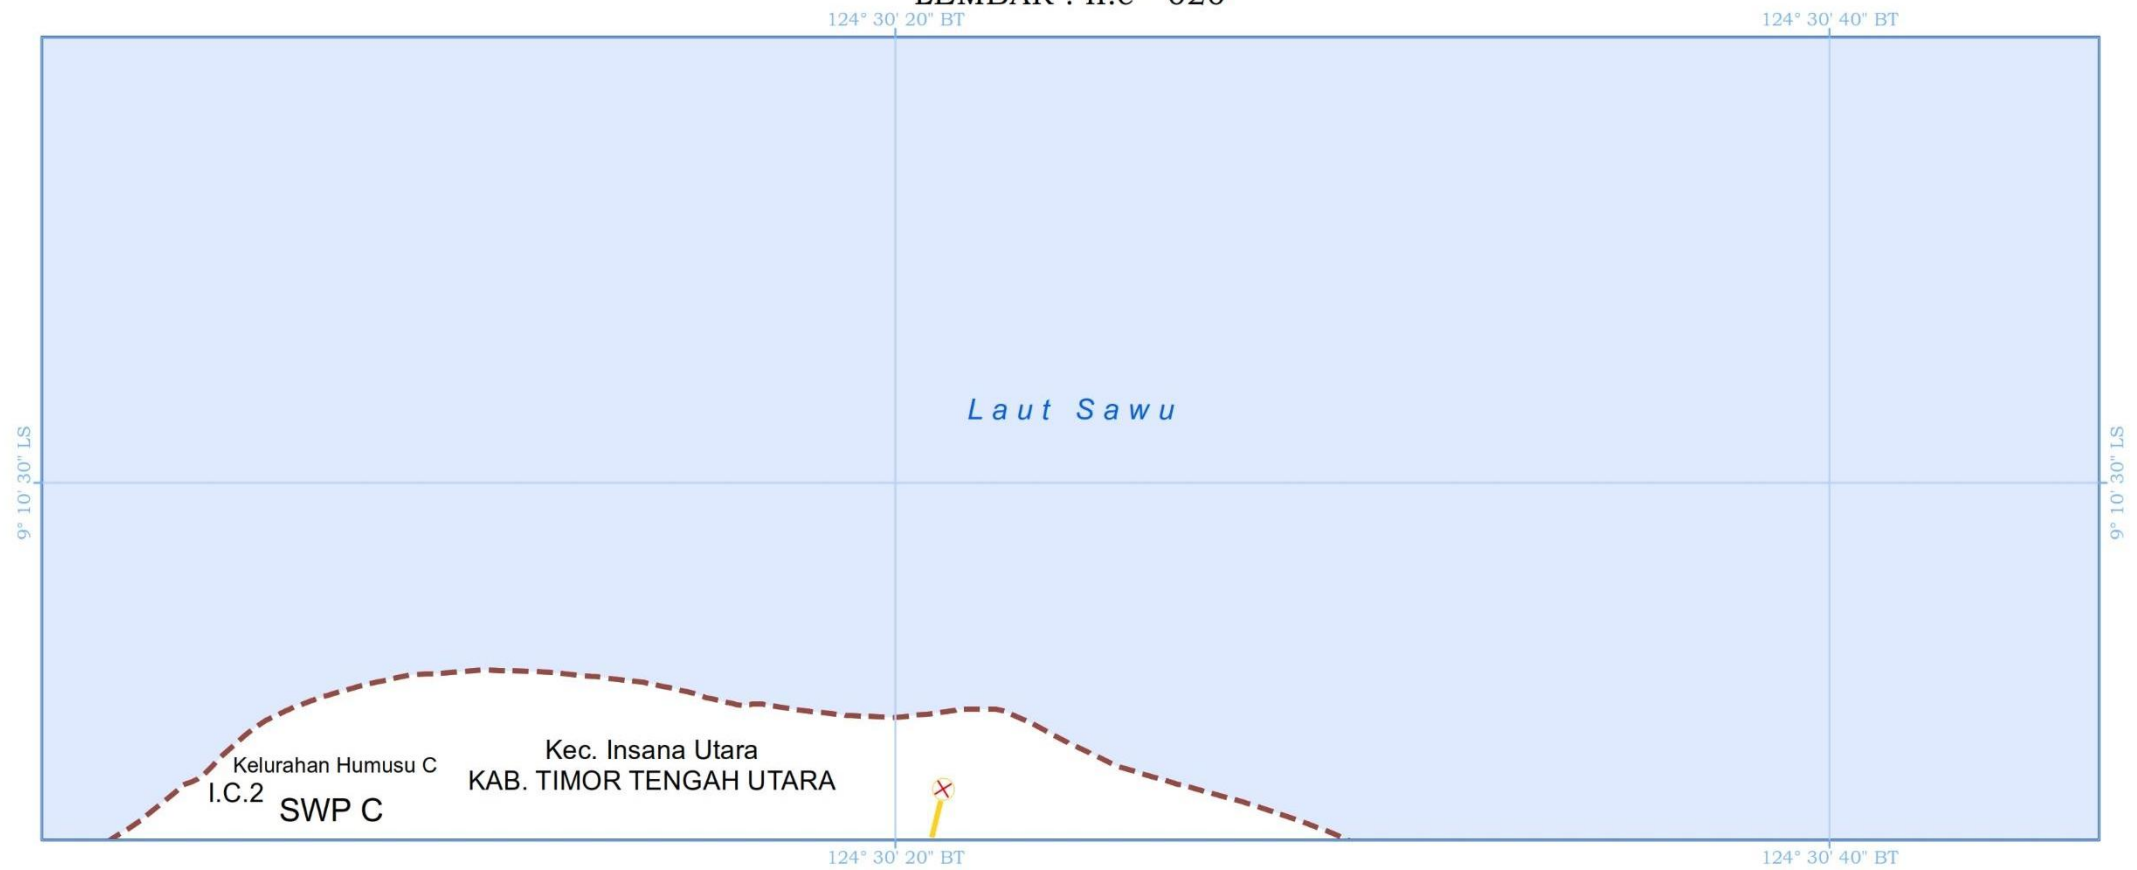 124° 30' 20" BT
124° 30' 40" BT
9° 10' 30" LS
9° 10' 30" LS
Laut Sawu
Kec. Insana Utara
Kelurahan Humusu C
KAB. TIMOR TENGAH UTARA
I.C.2
SWP C
124° 30' 20" BT
124° 30' 40" BT